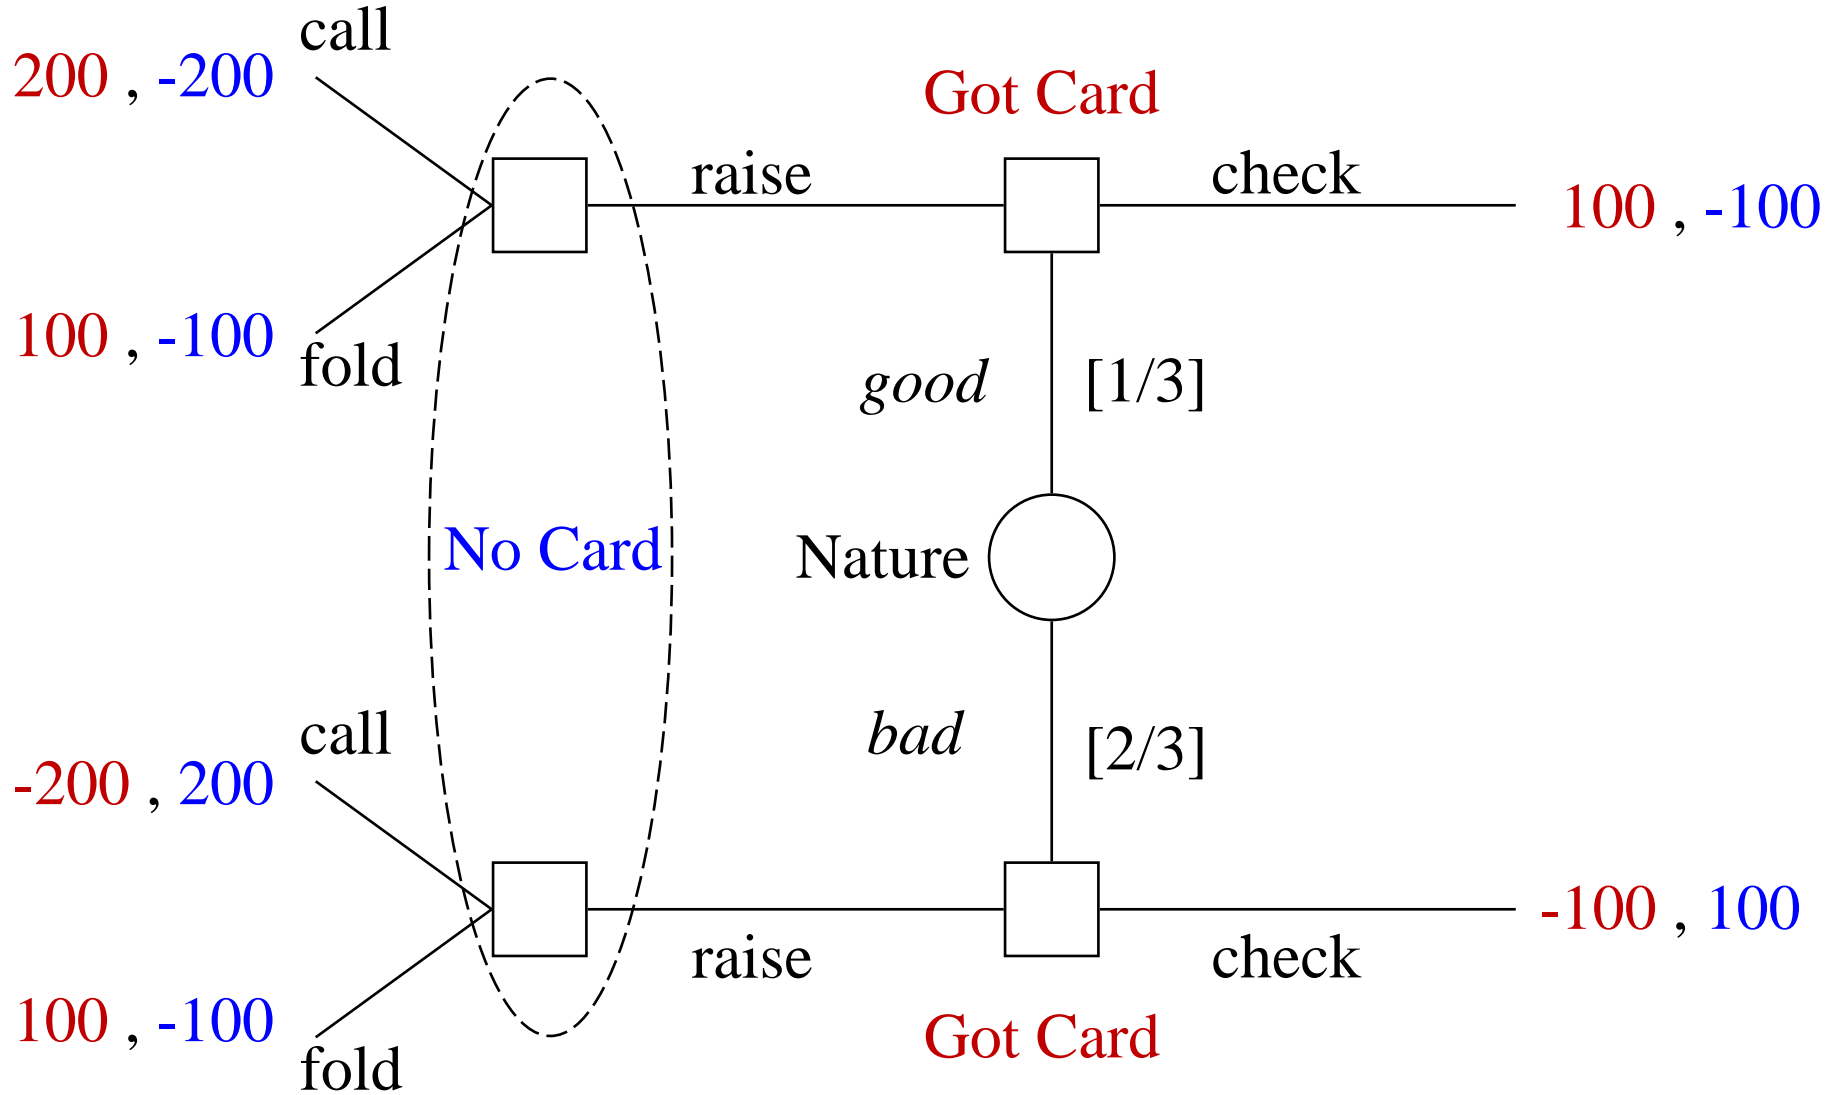 call
200 , -200
Got Card
raise
check
100 , -100
100 , -100
fold
good
[1/3]
No Card
Nature
call
bad
[2/3]
-200 , 200
raise
check
-100 , 100
100 , -100
fold
Got Card